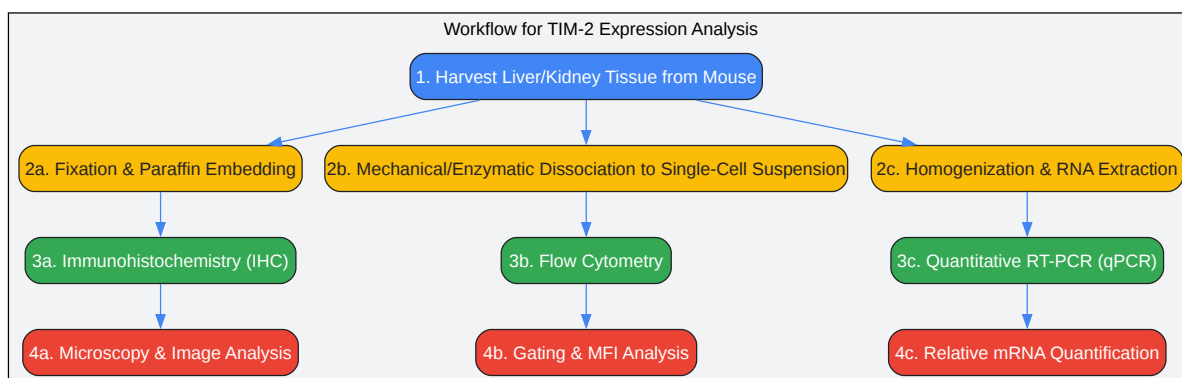 Workflow for TIM-2 Expression Analysis
1. Harvest Liver/Kidney Tissue from Mouse
2a. Fixation & Paraffin Embedding
2b. Mechanical/Enzymatic Dissociation to Single-Cell Suspension
2c. Homogenization & RNA Extraction
3a. Immunohistochemistry (IHC)
3b. Flow Cytometry
3c. Quantitative RT-PCR (qPCR)
4a. Microscopy & Image Analysis
4b. Gating & MFI Analysis
4c. Relative mRNA Quantification